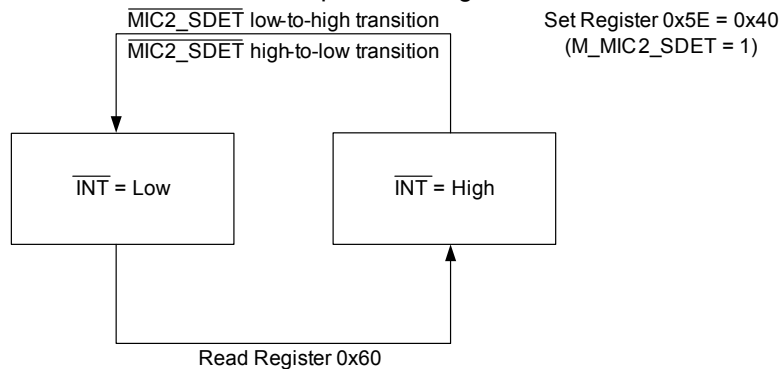 MIC2_SDET low-to-high transition
MIC2_SDET high-to-low transition
Set Register 0x5E = 0x40
(M_MIC2_SDET = 1)
INT = Low
INT = High
Read Register 0x60